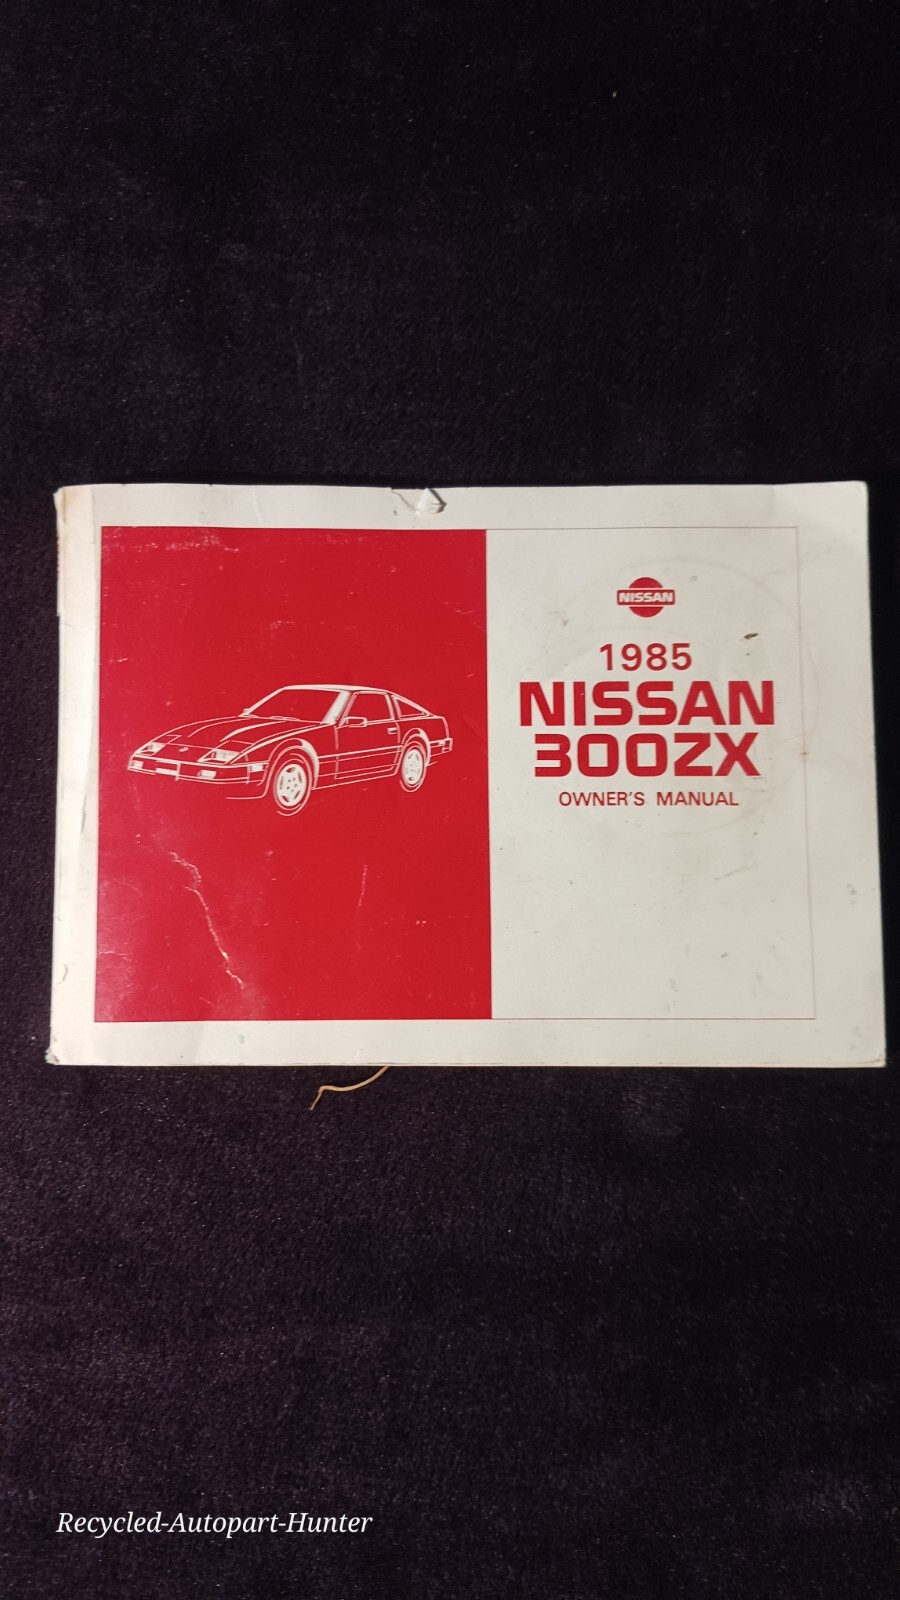 NISSAN
1985
NISSAN
300ZX
OWNER'S MANUAL
Recycled-Autopart-Hunter